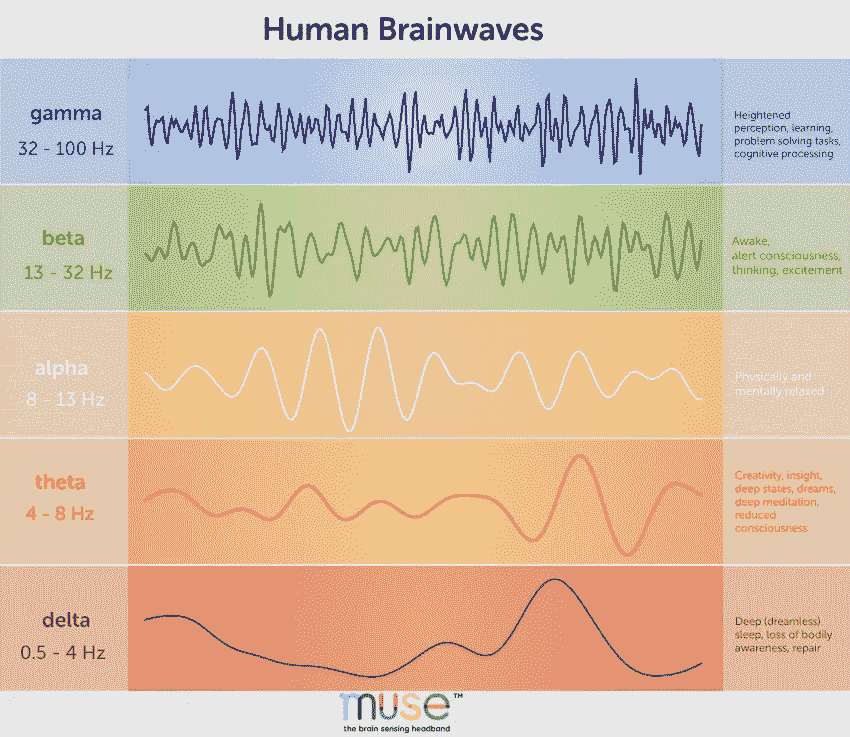 Human Brainwaves
gamma
32 - 100 Hz
Heightened
perception, learning,
problem solving tasks,
cognitive processing
beta
13 - 32 Hz
Awake,
alert consciousness,
thinking, excitement
alpha
8 - 13 Hz
Physically and
mentally relaxed
theta
4 - 8 Hz
Creativity, insight,
deep states, dreams,
deep meditation,
reduced
consciousness
delta
0.5 - 4 Hz
Deep (dreamless)
sleep, loss of bodily
awareness, repair
muse™
the brain sensing headband